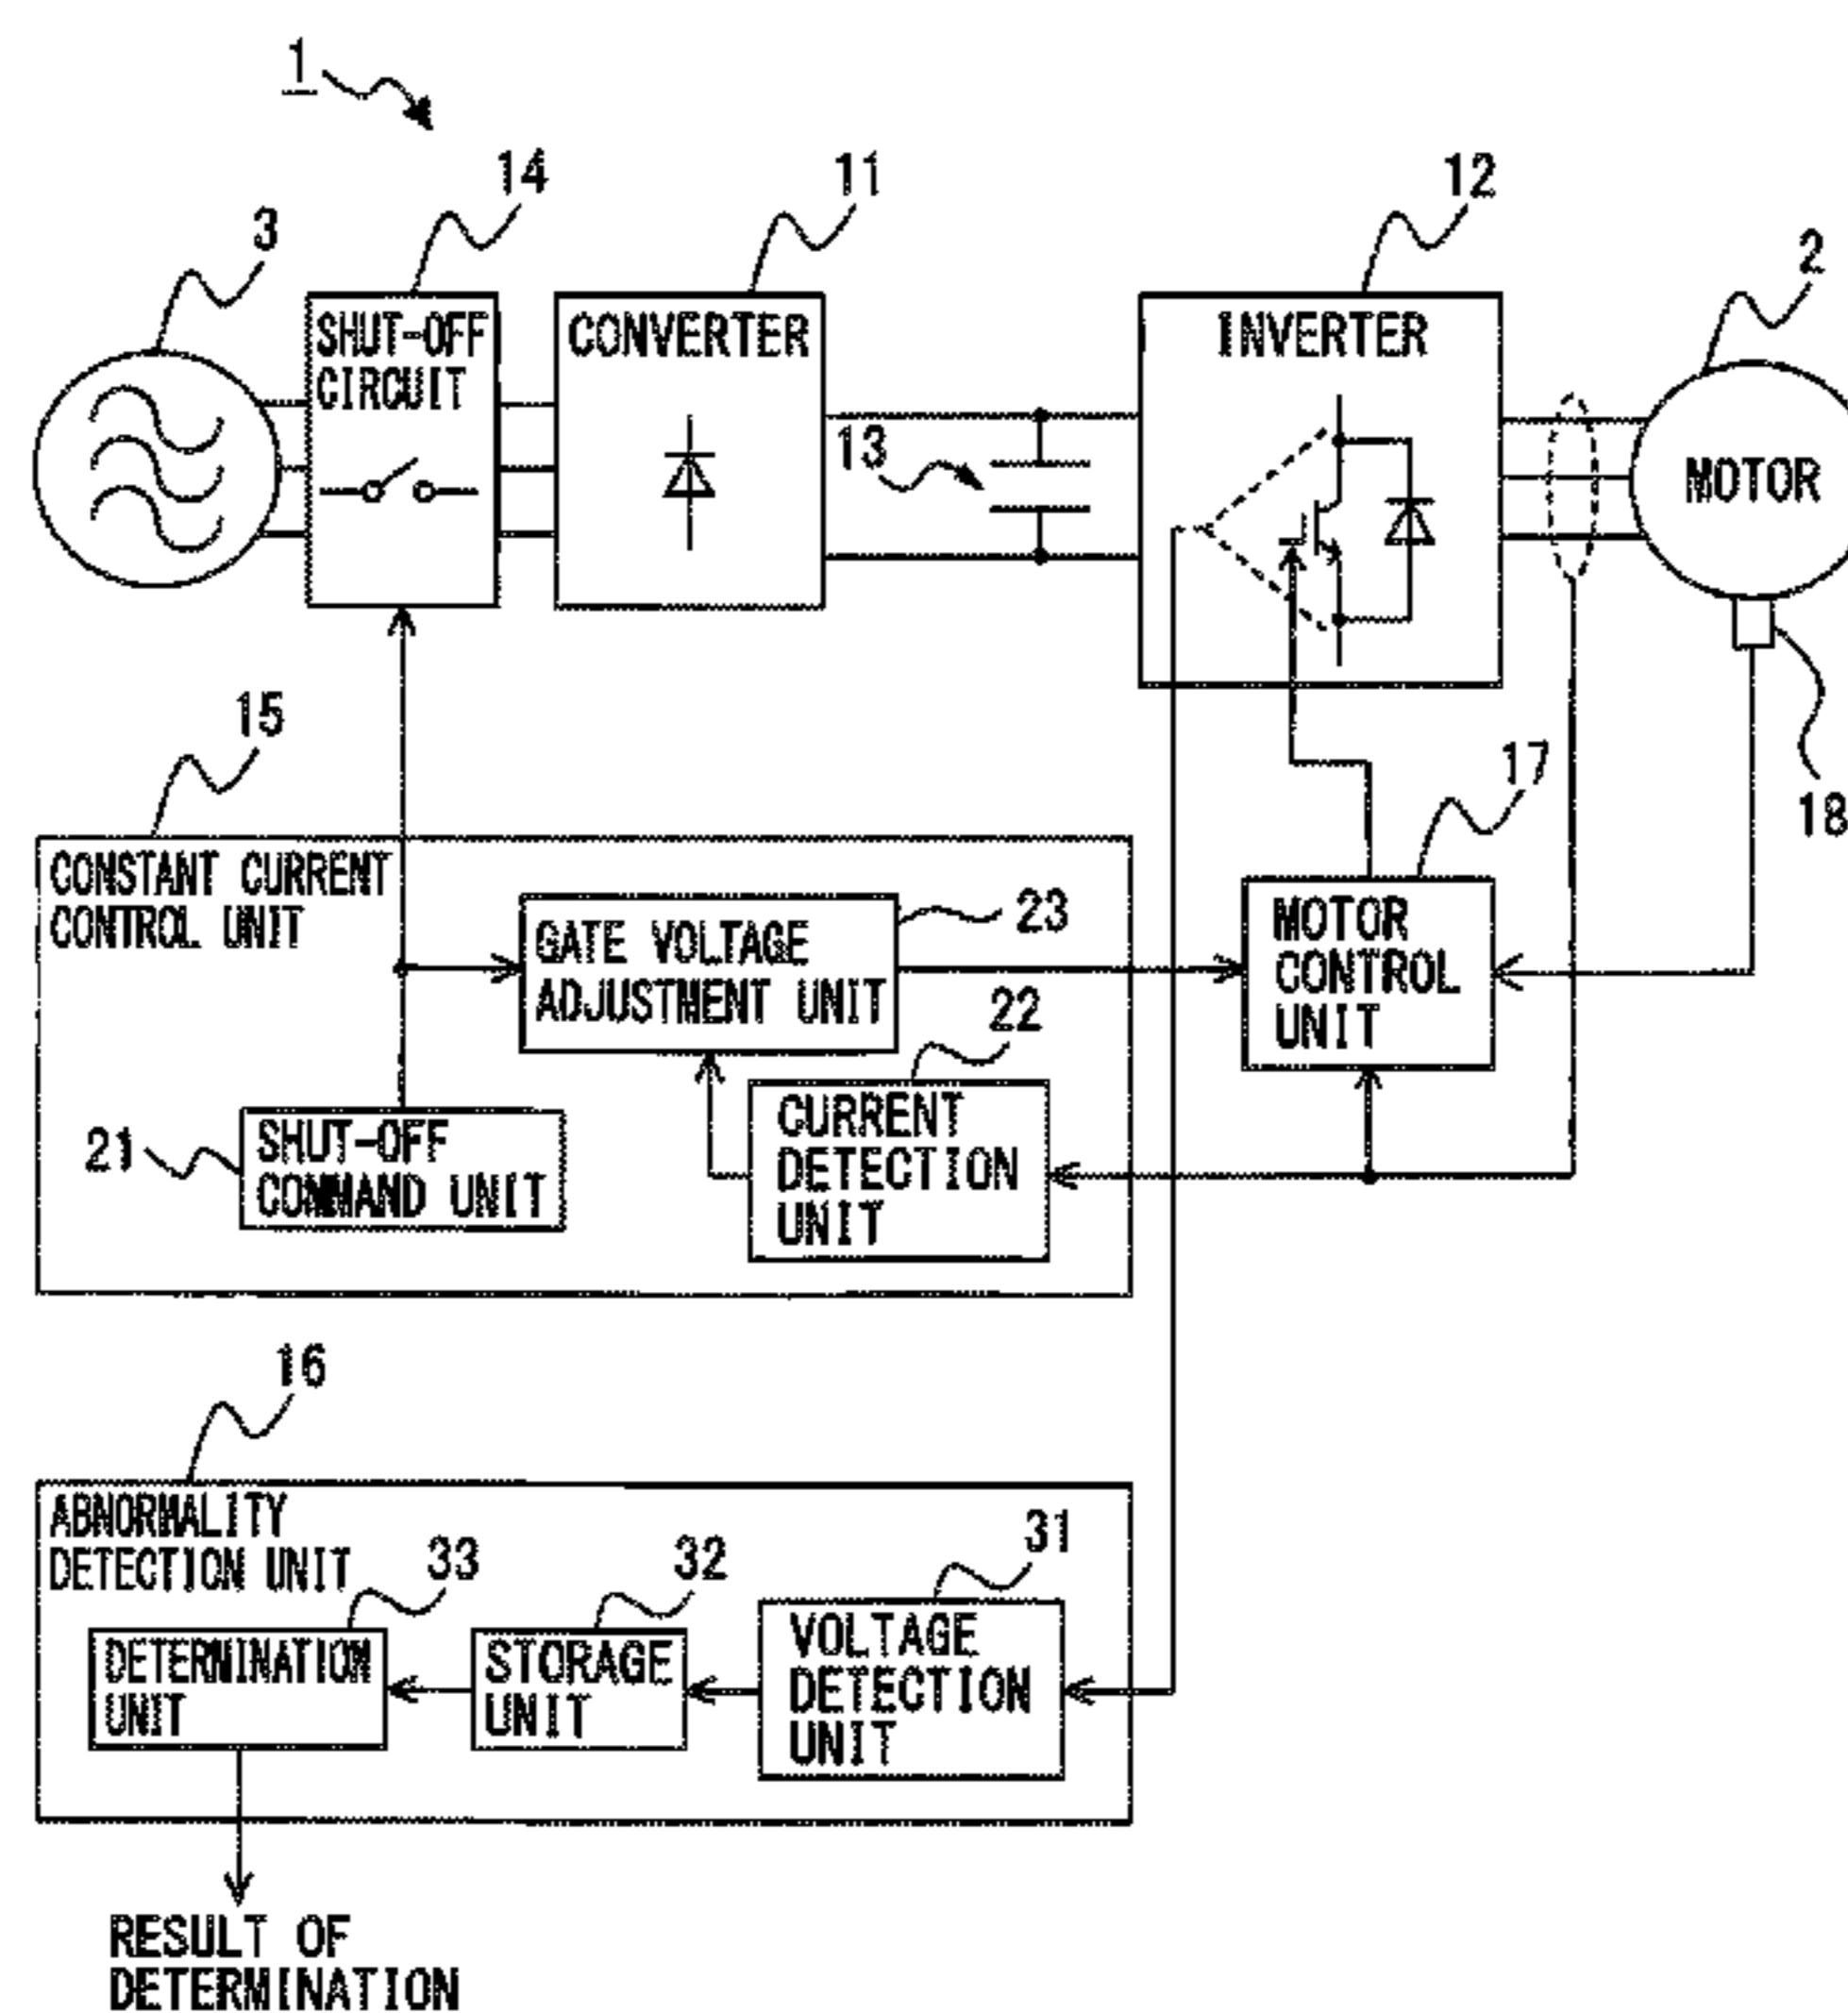 1
14
11
12
3
2
SHUT-OFF
CIRCUIT
CONVERTER
INVERTER
13
MOTOR
15
17
18
CONSTANT CURRENT
CONTROL UNIT
23
GATE VOLTAGE
ADJUSTMENT UNIT
MOTOR
CONTROL
UNIT
22
21
SHUT-OFF
COMMAND UNIT
CURRENT
DETECTION
UNIT
16
ABNORMALITY
DETECTION UNIT
33
32
31
DETERMINATION
UNIT
STORAGE
UNIT
VOLTAGE
DETECTION
UNIT
RESULT OF
DETERMINATION